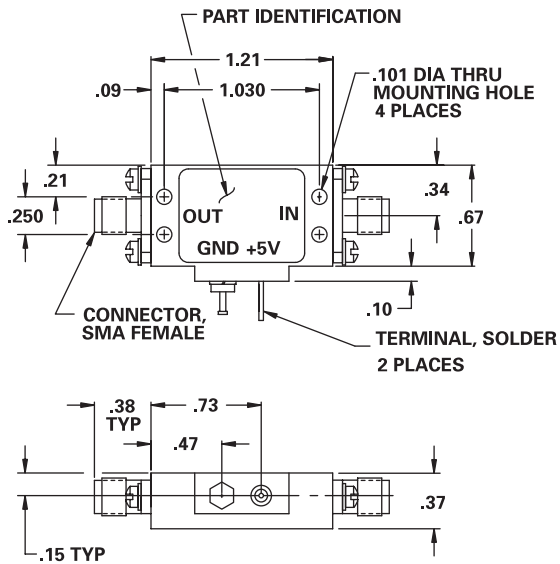 PART IDENTIFICATION
1.21
.09
1.030
.101 DIA THRU
MOUNTING HOLE
4 PLACES
.21
.250
OUT
IN
GND +5V
.34
.67
.10
CONNECTOR,
SMA FEMALE
TERMINAL, SOLDER
2 PLACES
.38
TYP
.73
.47
.37
.15 TYP